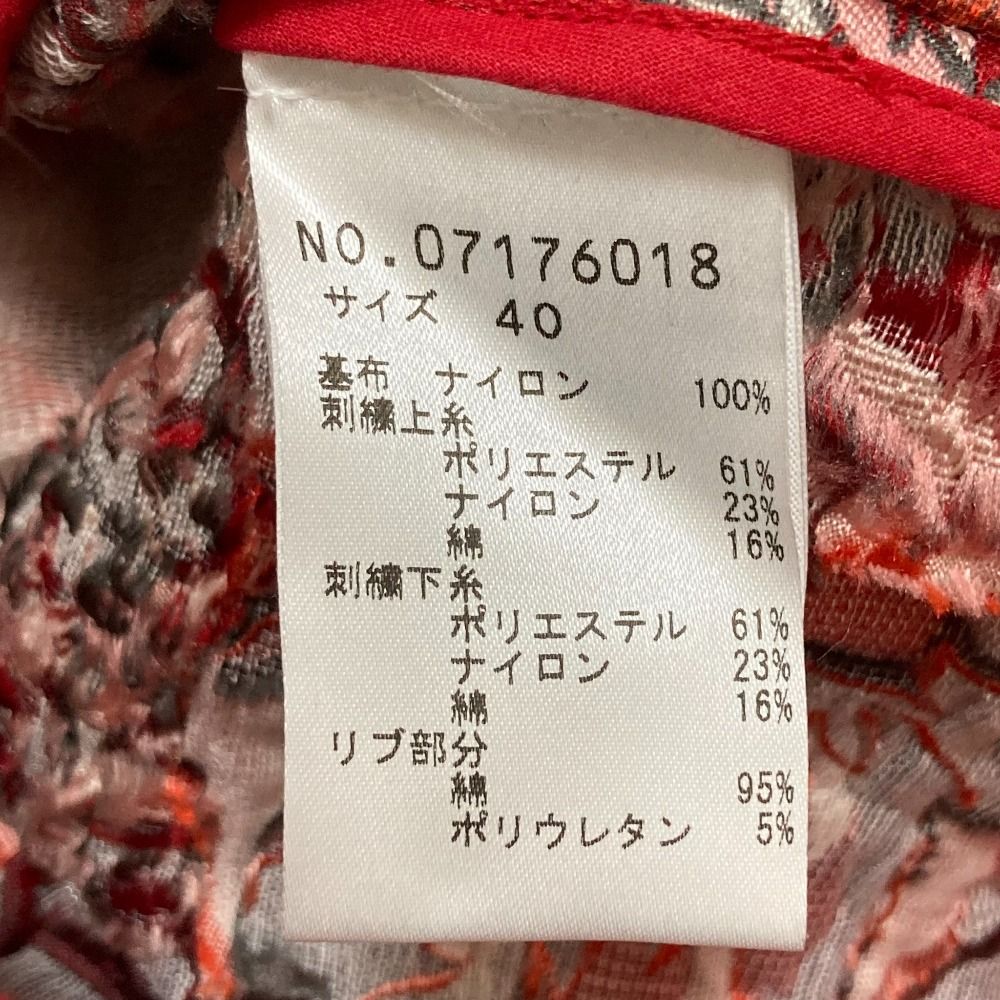 NO.07176018
サイズ 40
基布 ナイロン 100%
刺繍上糸
ポリエステル 61%
ナイロン 23%
綿 16%
刺繍下糸
ポリエステル 61%
ナイロン 23%
綿 16%
リブ部分
綿 95%
ポリウレタン 5%